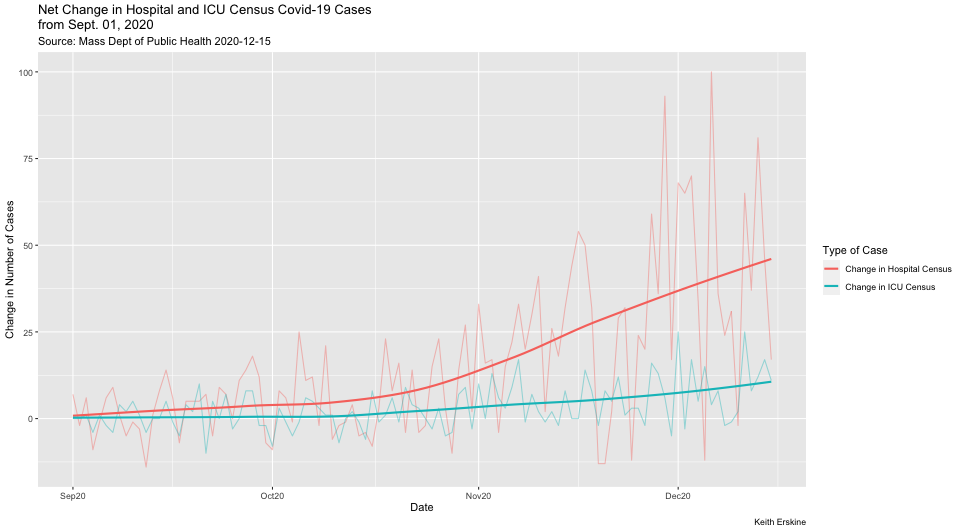 Net Change in Hospital and ICU Census Covid-19 Cases
from Sept. 01, 2020
Source: Mass Dept of Public Health 2020-12-15
Change in Number of Cases
100
75
50
25
0
Sep20
Oct20
Nov20
Dec20
Date
Type of Case
Change in Hospital Census
Change in ICU Census
Keith Erskine